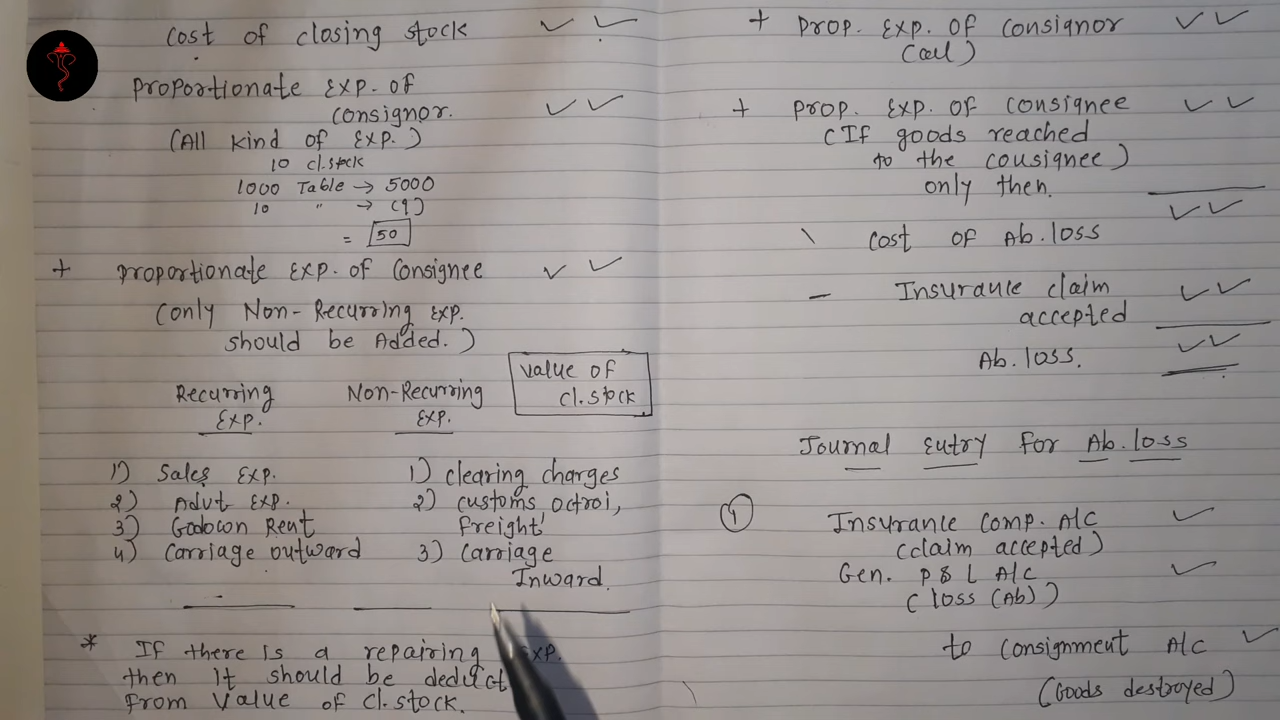 cost of closing stock
Proportionate Exp. of
consignor.
(All kind of Exp.)
10 cl.stock
1000 Table → 5000
10 " → (?)
= 50
+ Proportionate Exp. of Consignee
(only Non-Recurring Exp.
should be Added.)
Value of
cl.stock
Recurring
Exp.
Non-Recurring
Exp.
1) Sales Exp.
2) Advt Exp.
3) Godown Rent
4) Carriage outward
1) clearing charges
2) customs, octroi,
freight
3) Carriage
Inward.
* If there is a repairing Exp.
then it should be deduct
from Value of cl.stock.
+ Prop. Exp. of Consignor
(all)
+ Prop. Exp. of Consignee
(If goods reached
to the cousignee)
only then.
Cost of Ab.loss
- Insurance claim
accepted
Ab.loss.
Journal Entry for Ab.loss
1 Insurance Comp. A/C
(claim accepted)
Gen. P & L A/C
(loss (Ab))
to Consignment A/C
(Goods destroyed)